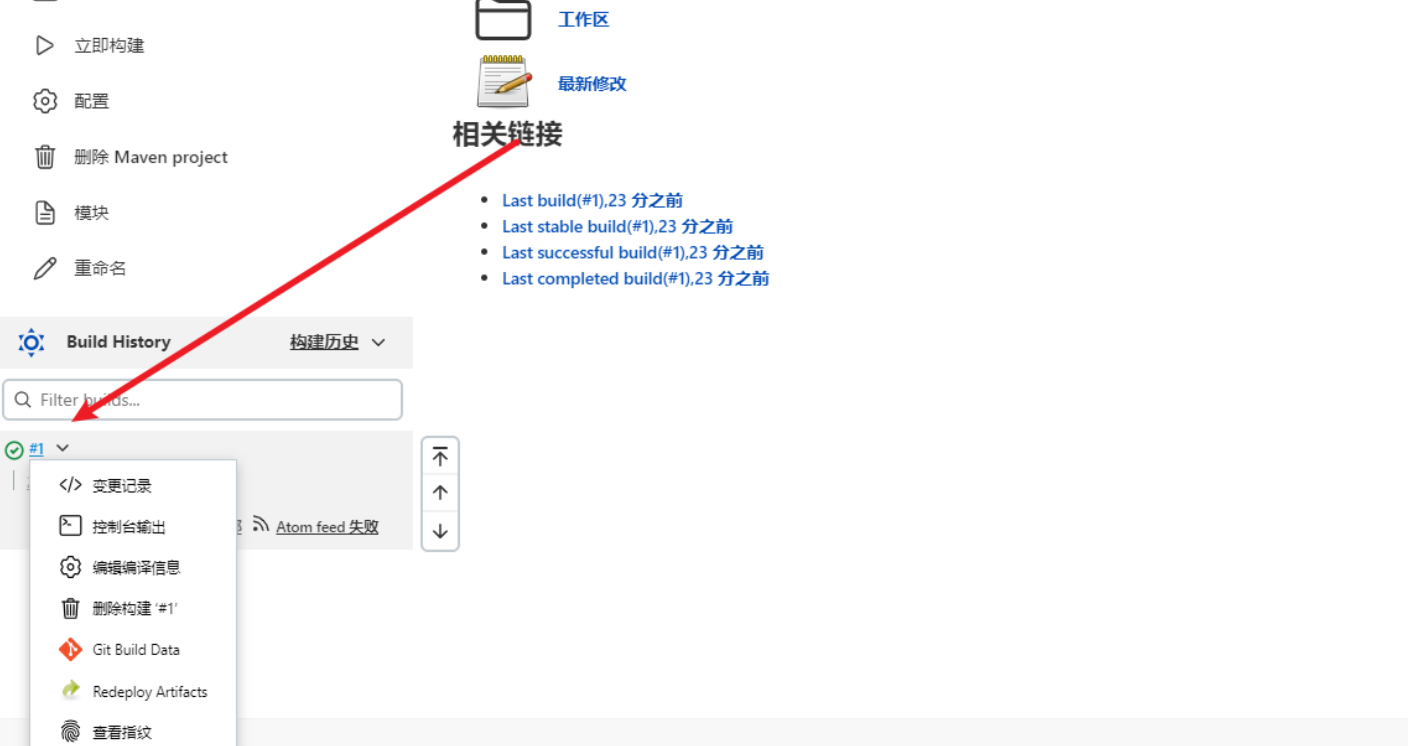 立即构建
配置
删除 Maven project
模块
重命名
Build History
构建历史
Filter builds...
#1
变更记录
控制台输出
编辑编译信息
删除构建 '#1'
Git Build Data
Redeploy Artifacts
查看指纹
Atom feed 失败
工作区
最新修改
相关链接
Last build(#1),23 分之前
Last stable build(#1),23 分之前
Last successful build(#1),23 分之前
Last completed build(#1),23 分之前